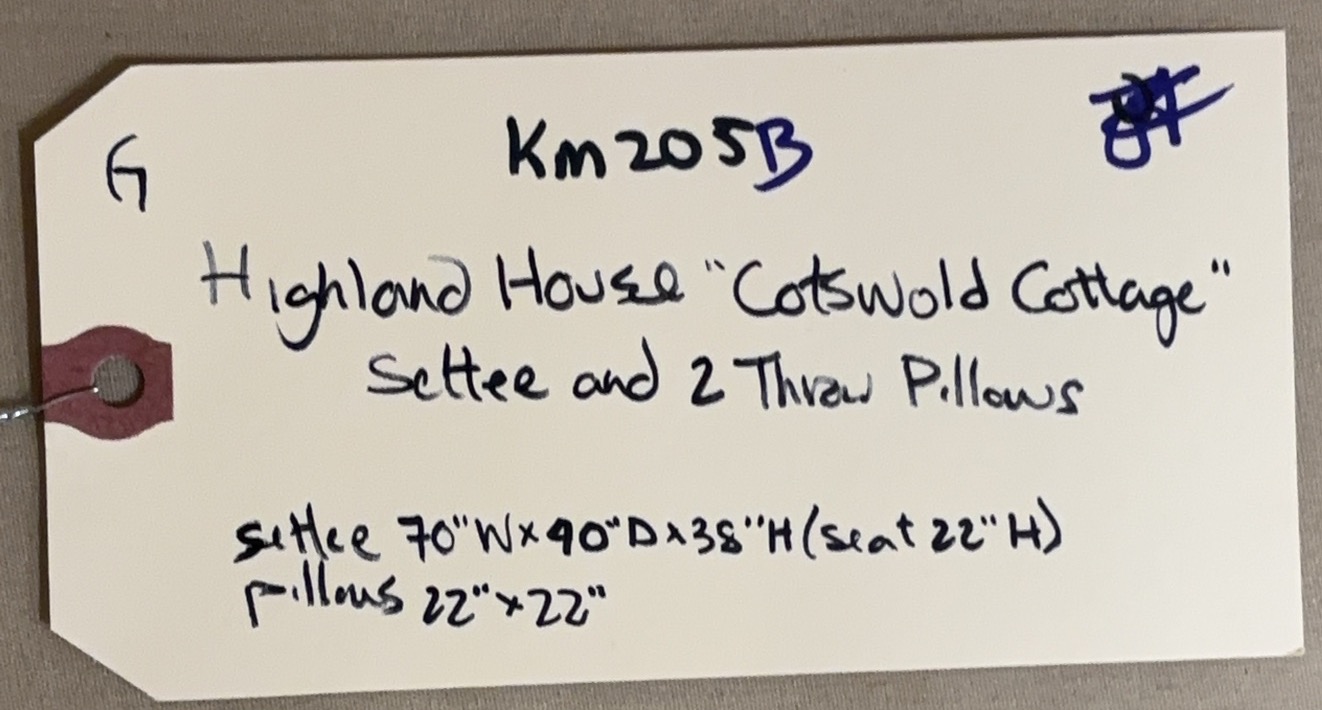 G
Km205B
Highland House "Cotswold Cottage"
Settee and 2 Throw Pillows
settee 70"W x 40"D x 38"H (seat 22"H)
pillows 22" x 22"